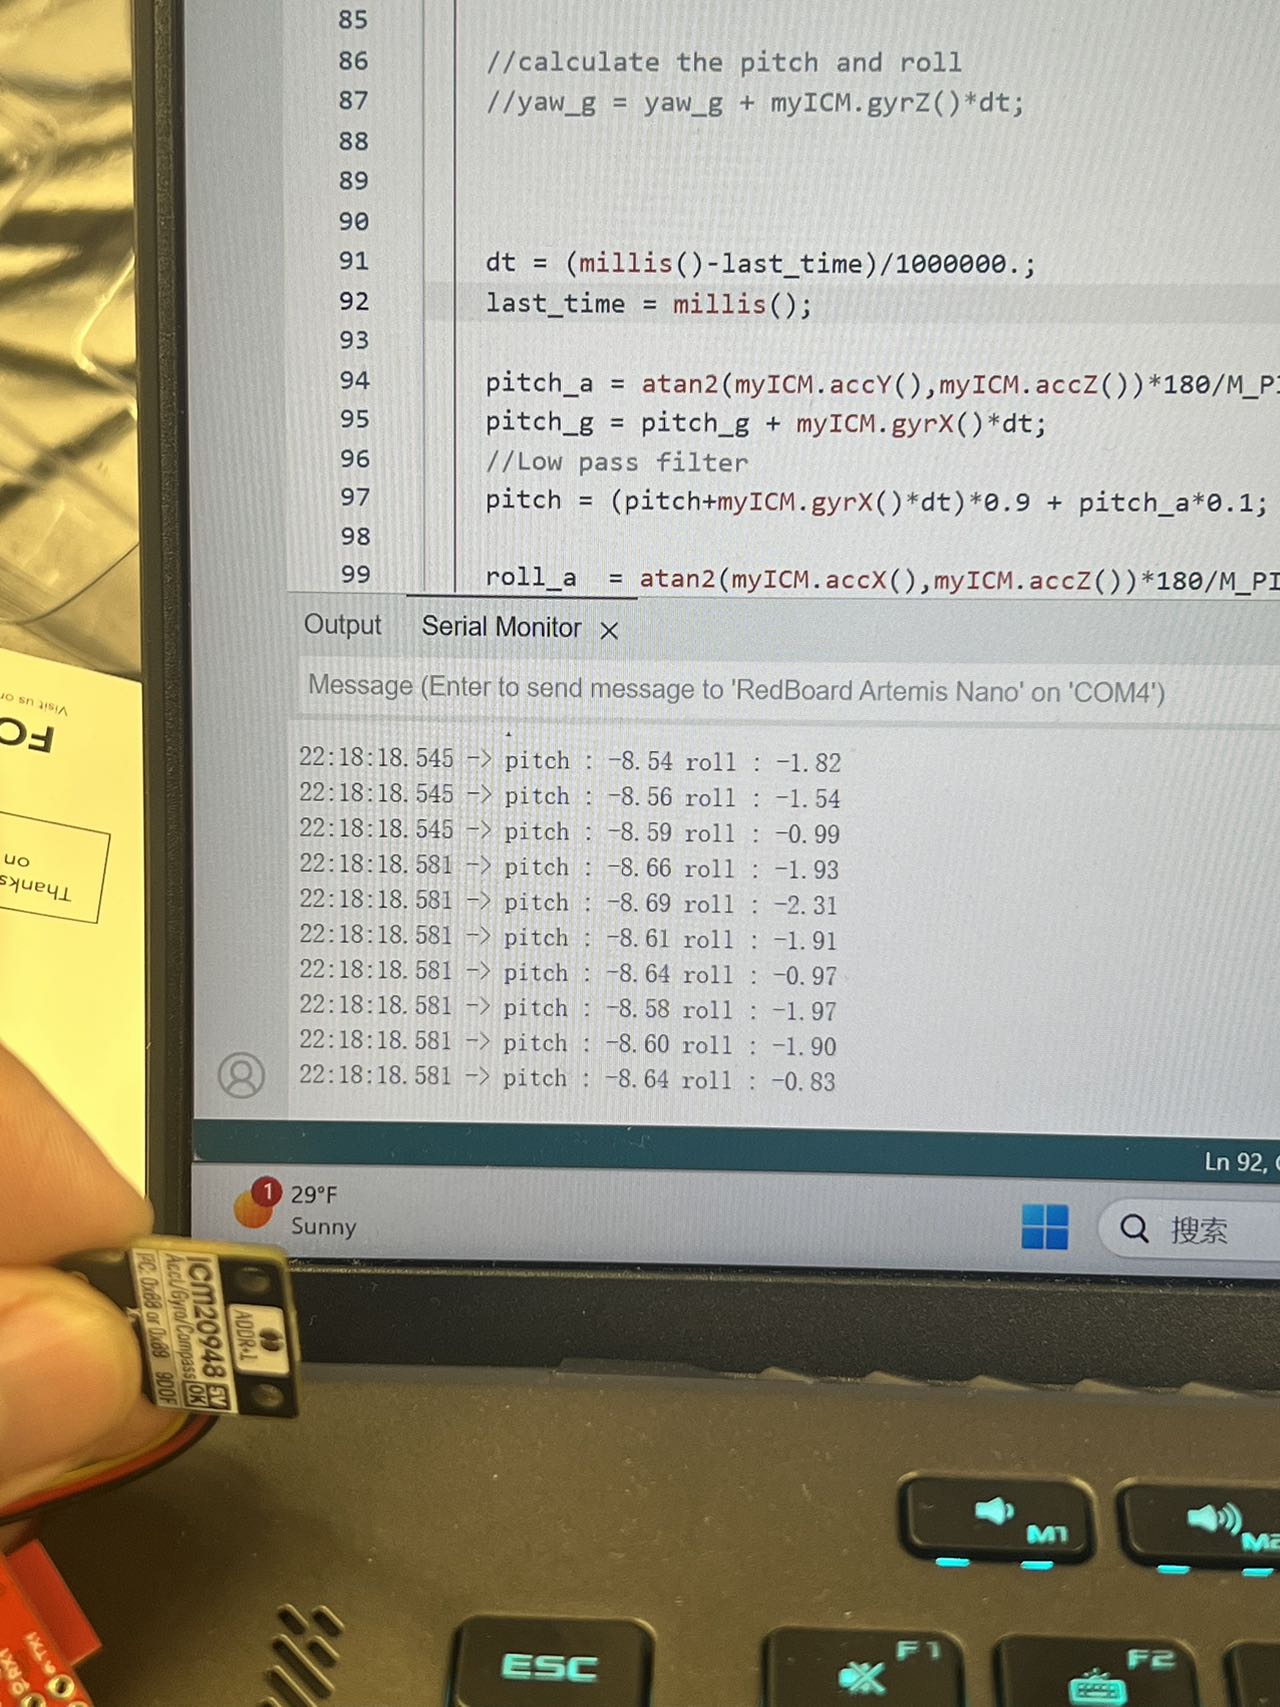 85
86 //calculate the pitch and roll
87 //yaw_g = yaw_g + myICM.gyrZ()*dt;
88
89
90
91 dt = (millis()-last_time)/1000000.;
92 last_time = millis();
93
94 pitch_a = atan2(myICM.accY(),myICM.accZ())*180/M_PI
95 pitch_g = pitch_g + myICM.gyrX()*dt;
96 //Low pass filter
97 pitch = (pitch+myICM.gyrX()*dt)*0.9 + pitch_a*0.1;
98
99 roll_a = atan2(myICM.accX(),myICM.accZ())*180/M_PI
Output Serial Monitor
Message (Enter to send message to 'RedBoard Artemis Nano' on 'COM4')
22:18:18.545 -> pitch : -8.54 roll : -1.82
22:18:18.545 -> pitch : -8.56 roll : -1.54
22:18:18.545 -> pitch : -8.59 roll : -0.99
22:18:18.581 -> pitch : -8.66 roll : -1.93
22:18:18.581 -> pitch : -8.69 roll : -2.31
22:18:18.581 -> pitch : -8.61 roll : -1.91
22:18:18.581 -> pitch : -8.64 roll : -0.97
22:18:18.581 -> pitch : -8.58 roll : -1.97
22:18:18.581 -> pitch : -8.60 roll : -1.90
22:18:18.581 -> pitch : -8.64 roll : -0.83
Ln 92,
1
29°F
Sunny
搜索
Visit us or
FO
Thanks
on
ADDR
ICM20948 5V OK
Accl/Gyro/Compass
I²C: 0x68 or 0x69 9DOF
M1
M2
ESC
F1
F2
TX1
RX1